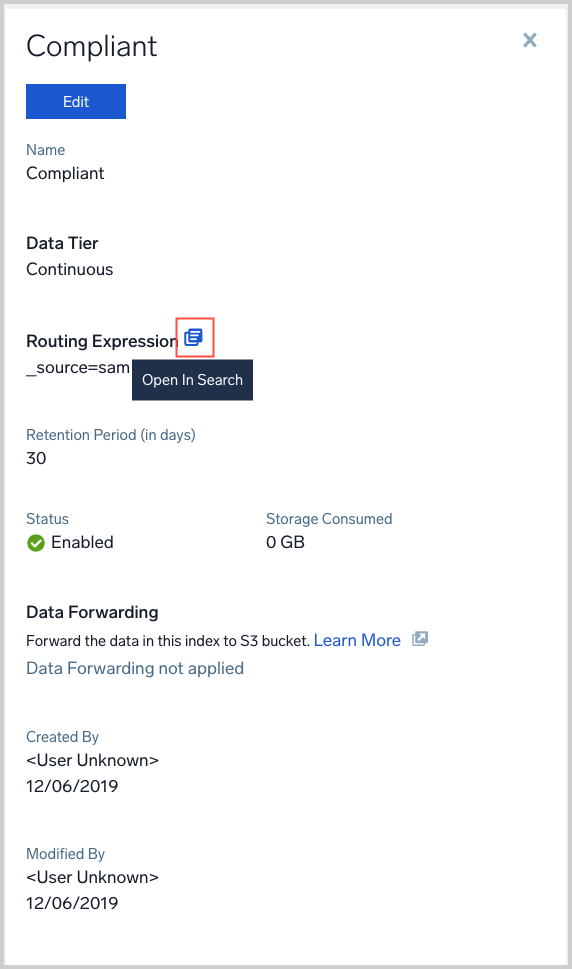 Compliant
Edit
Name
Compliant
Data Tier
Continuous
Routing Expression
_source=sam
Open In Search
Retention Period (in days)
30
Status
Enabled
Storage Consumed
0 GB
Data Forwarding
Forward the data in this index to S3 bucket. Learn More
Data Forwarding not applied
Created By
<User Unknown>
12/06/2019
Modified By
<User Unknown>
12/06/2019